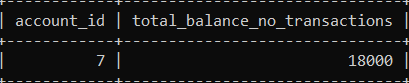 | account_id | total_balance_no_transactions |
| 7 | 18000 |